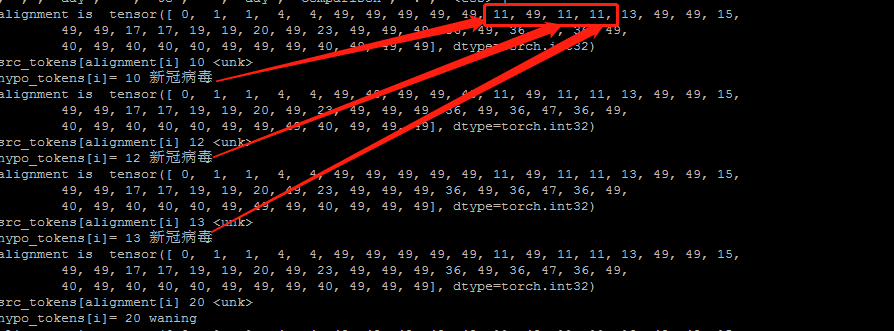 alignment is  tensor([ 0,  1,  1,  4,  4, 49, 49, 49, 49, 49, 11, 49, 11, 11, 13, 49, 49, 15,
49, 49, 17, 17, 19, 19, 20, 49, 23, 49, 49, 49, 36, 49, 36, 47, 36, 49,
40, 49, 40, 40, 40, 49, 49, 49, 40, 49, 49, 49], dtype=torch.int32)
src_tokens[alignment[i] 10 <unk>
hypo_tokens[i]= 10 新冠病毒
alignment is  tensor([ 0,  1,  1,  4,  4, 49, 49, 49, 49, 49, 11, 49, 11, 11, 13, 49, 49, 15,
49, 49, 17, 17, 19, 19, 20, 49, 23, 49, 49, 49, 36, 49, 36, 47, 36, 49,
40, 49, 40, 40, 40, 49, 49, 49, 40, 49, 49, 49], dtype=torch.int32)
src_tokens[alignment[i] 12 <unk>
hypo_tokens[i]= 12 新冠病毒
alignment is  tensor([ 0,  1,  1,  4,  4, 49, 49, 49, 49, 49, 11, 49, 11, 11, 13, 49, 49, 15,
49, 49, 17, 17, 19, 19, 20, 49, 23, 49, 49, 49, 36, 49, 36, 47, 36, 49,
40, 49, 40, 40, 40, 49, 49, 49, 40, 49, 49, 49], dtype=torch.int32)
src_tokens[alignment[i] 13 <unk>
hypo_tokens[i]= 13 新冠病毒
alignment is  tensor([ 0,  1,  1,  4,  4, 49, 49, 49, 49, 49, 11, 49, 11, 11, 13, 49, 49, 15,
49, 49, 17, 17, 19, 19, 20, 49, 23, 49, 49, 49, 36, 49, 36, 47, 36, 49,
40, 49, 40, 40, 40, 49, 49, 49, 40, 49, 49, 49], dtype=torch.int32)
src_tokens[alignment[i] 20 <unk>
hypo_tokens[i]= 20 waning